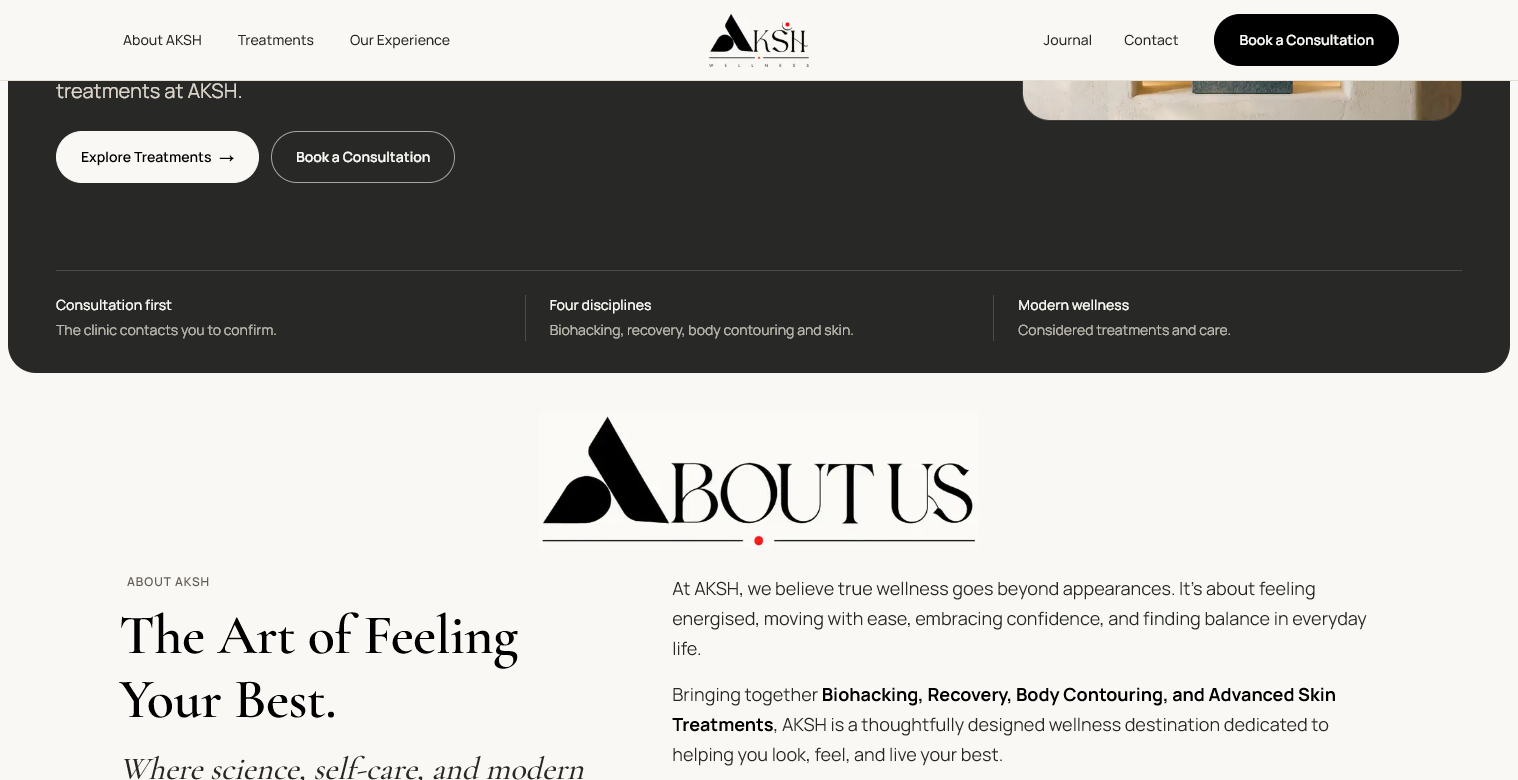 About AKSH
Treatments
Our Experience
AKSH
WELLNESS
Journal
Contact
Book a Consultation
treatments at AKSH.
Explore Treatments →
Book a Consultation
Consultation first
The clinic contacts you to confirm.
Four disciplines
Biohacking, recovery, body contouring and skin.
Modern wellness
Considered treatments and care.
ABOUT US
ABOUT AKSH
The Art of Feeling
Your Best.
Where science, self-care, and modern
At AKSH, we believe true wellness goes beyond appearances. It’s about feeling
energised, moving with ease, embracing confidence, and finding balance in everyday
life.
Bringing together Biohacking, Recovery, Body Contouring, and Advanced Skin
Treatments, AKSH is a thoughtfully designed wellness destination dedicated to
helping you look, feel, and live your best.